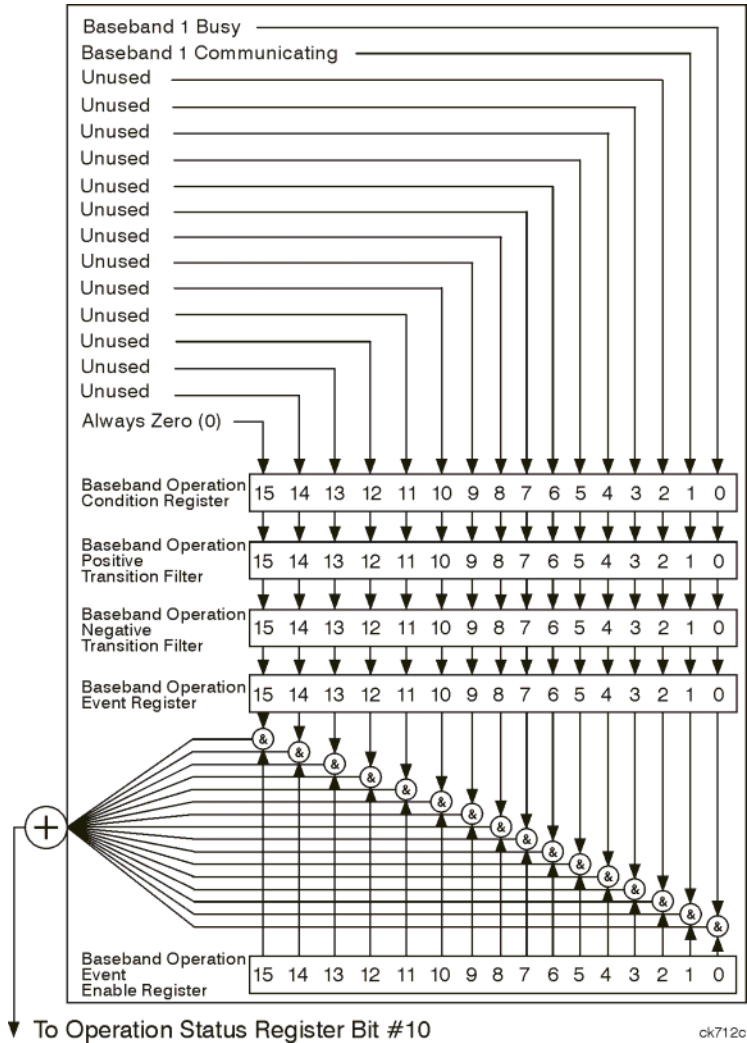 Baseband 1 Busy
Baseband 1 Communicating
Unused
Unused
Unused
Unused
Unused
Unused
Unused
Unused
Unused
Unused
Unused
Unused
Unused
Always Zero (0)
Baseband Operation
Condition Register
15 14 13 12 11 10 9 8 7 6 5 4 3 2 1 0
Baseband Operation
Positive
Transition Filter
15 14 13 12 11 10 9 8 7 6 5 4 3 2 1 0
Baseband Operation
Negative
Transition Filter
15 14 13 12 11 10 9 8 7 6 5 4 3 2 1 0
Baseband Operation
Event Register
15 14 13 12 11 10 9 8 7 6 5 4 3 2 1 0
& & & & & & & & & & & & & & & &
+
Baseband Operation
Event
Enable Register
15 14 13 12 11 10 9 8 7 6 5 4 3 2 1 0
To Operation Status Register Bit #10
ck712c